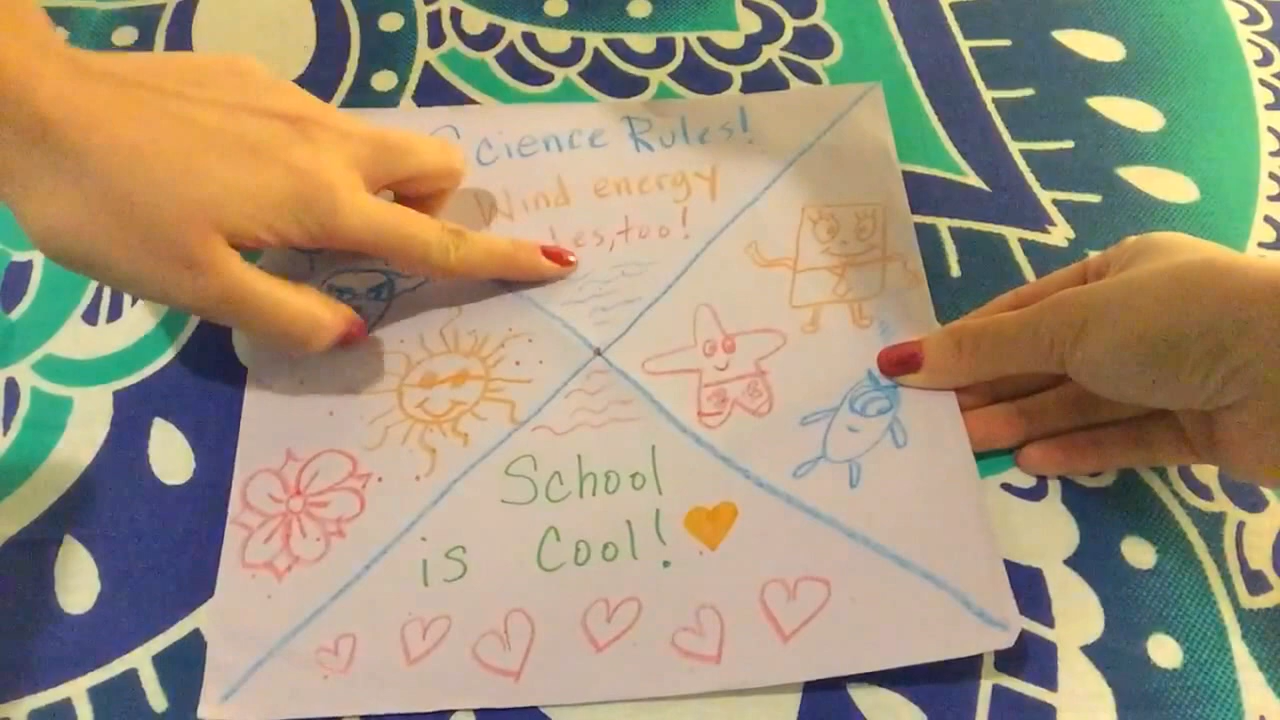 Science Rules!
Wind energy
too!
School
is Cool!